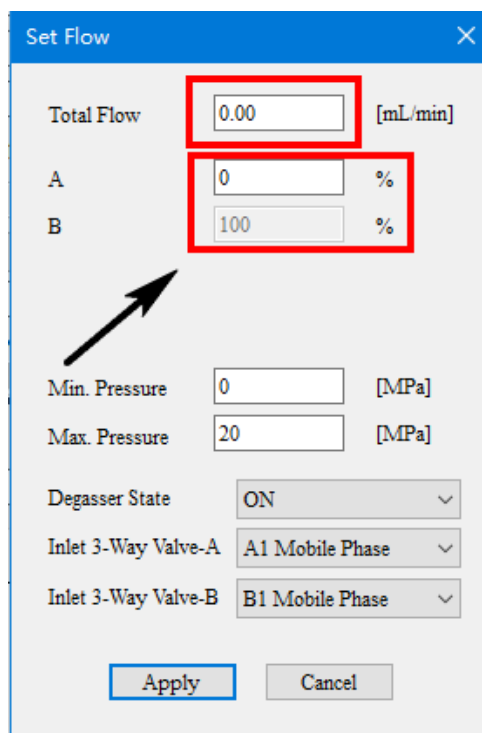 Set Flow
Total Flow 0.00 [mL/min]
A 0 %
B 100 %
Min. Pressure 0 [MPa]
Max. Pressure 20 [MPa]
Degasser State ON
Inlet 3-Way Valve-A A1 Mobile Phase
Inlet 3-Way Valve-B B1 Mobile Phase
Apply Cancel